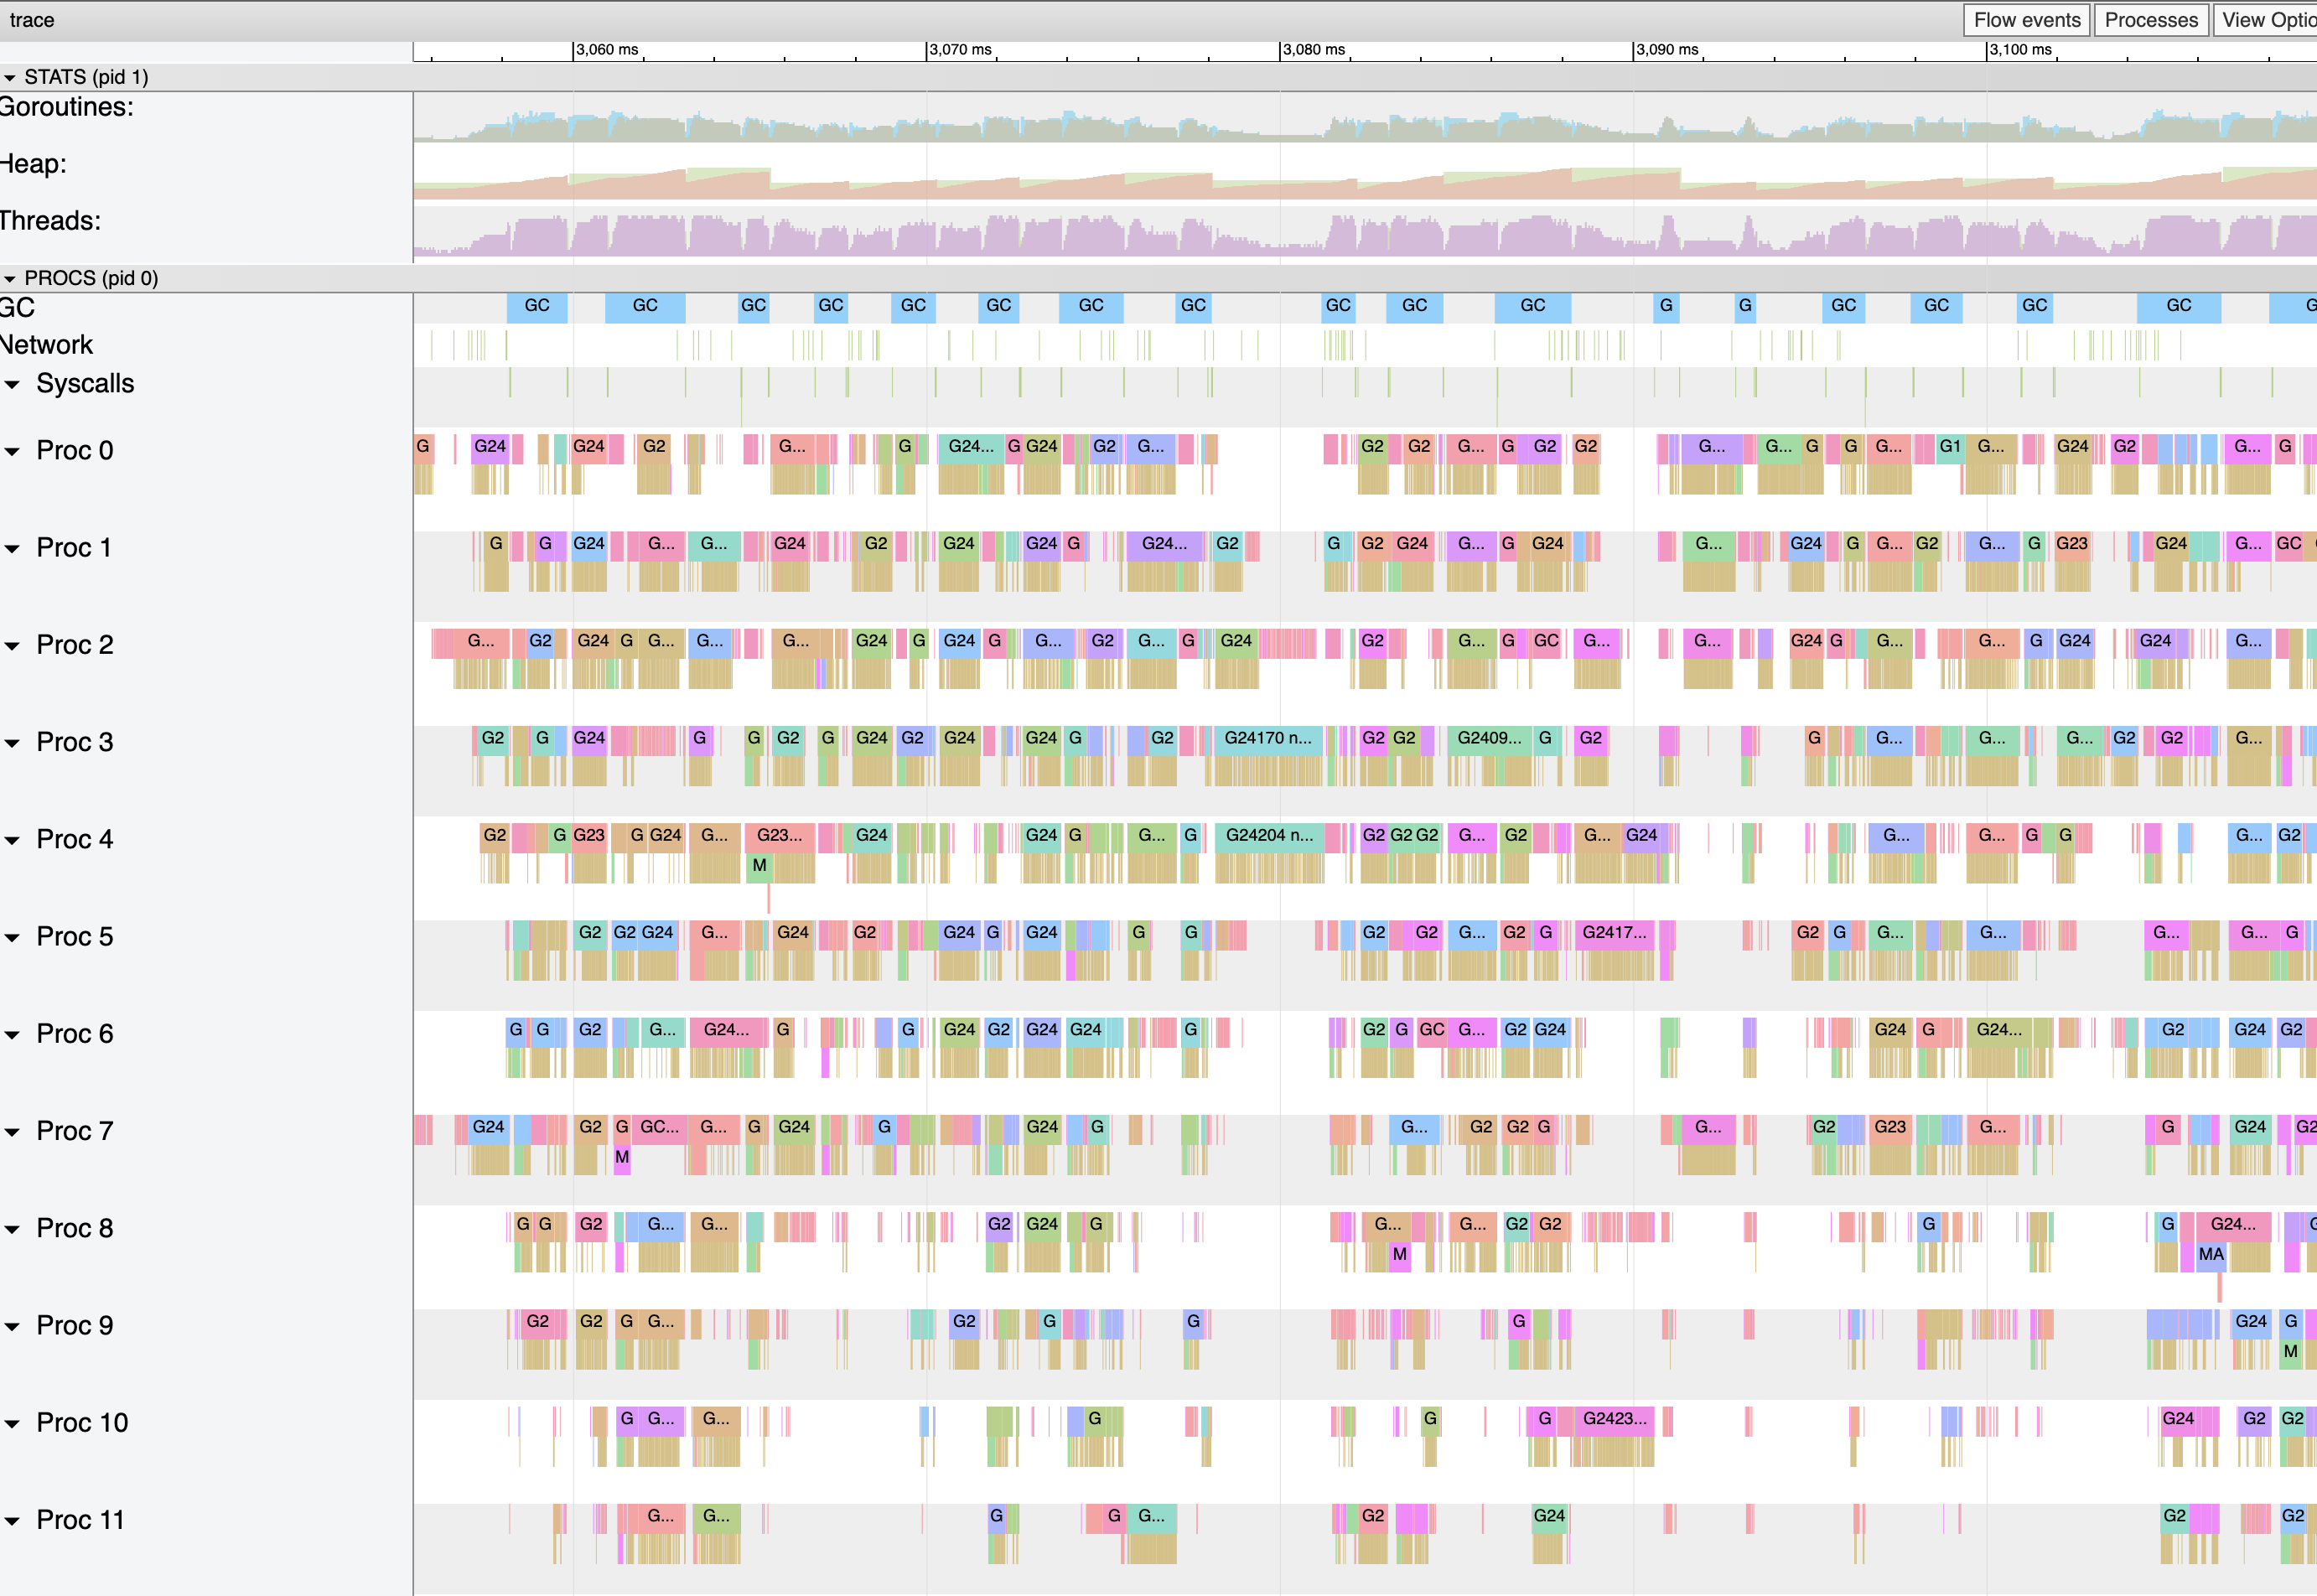 trace Flow events Processes View Optio
3,060 ms 3,070 ms 3,080 ms 3,090 ms 3,100 ms
STATS (pid 1)
Goroutines:
Heap:
Threads:
PROCS (pid 0)
GC GC GC GC GC GC GC GC GC GC GC GC G G GC GC GC GC G
Network
Syscalls
Proc 0 G G24 G24 G2 G... G G24... G G24 G2 G... G2 G2 G... G G2 G2 G... G... G G G... G1 G... G24 G2 G... G
Proc 1 G G G24 G... G... G24 G2 G24 G24 G G24... G2 G G2 G24 G... G G24 G... G24 G G... G2 G... G G23 G24 G... GC
Proc 2 G... G2 G24 G G... G... G... G24 G G24 G G... G2 G... G G24 G2 G... G GC G... G... G24 G G... G... G G24 G24 G...
Proc 3 G2 G G24 G G G2 G G24 G2 G24 G24 G G2 G24170 n... G2 G2 G2409... G G2 G G... G... G... G2 G2 G...
Proc 4 G2 G G23 G G24 G... G23... G24 G24 G G... G G24204 n... G2 G2 G2 G... G2 G... G24 G... G... G G G... G2
M
Proc 5 G2 G2 G24 G... G24 G2 G24 G G24 G G G2 G2 G... G2 G G2417... G2 G G... G... G... G... G
Proc 6 G G G2 G... G24... G G G24 G2 G24 G24 G G2 G GC G... G2 G24 G24 G G24... G2 G24 G2
Proc 7 G24 G2 G GC... G... G G24 G G24 G G... G2 G2 G G... G2 G23 G... G G24 G2
M
Proc 8 G G G2 G... G... G2 G24 G G... G... G2 G2 G G G24... G
M MA
Proc 9 G2 G2 G G... G2 G G G G24 G
M
Proc 10 G G... G... G G G G2423... G24 G2 G2
Proc 11 G... G... G G G... G2 G24 G2 G2